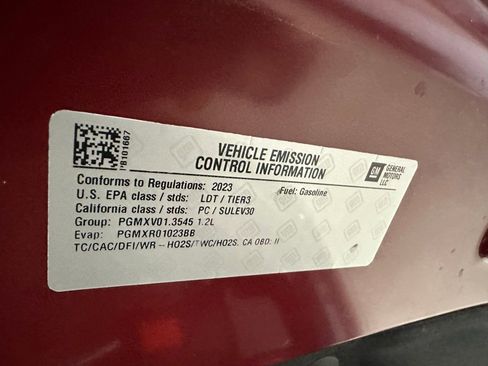 VEHICLE EMISSION
CONTROL INFORMATION
GM
GENERAL
MOTORS
LLC
Conforms to Regulations: 2023
Fuel: Gasoline
U.S. EPA class / stds: LDT / TIER3
California class / stds: PC / SULEV30
Group: PGMXV01.3545 1.2L
Evap: PGMXR01023BB
TC/CAC/DFI/WR -- HO2S/TWC/HO2S. CA OBD: II